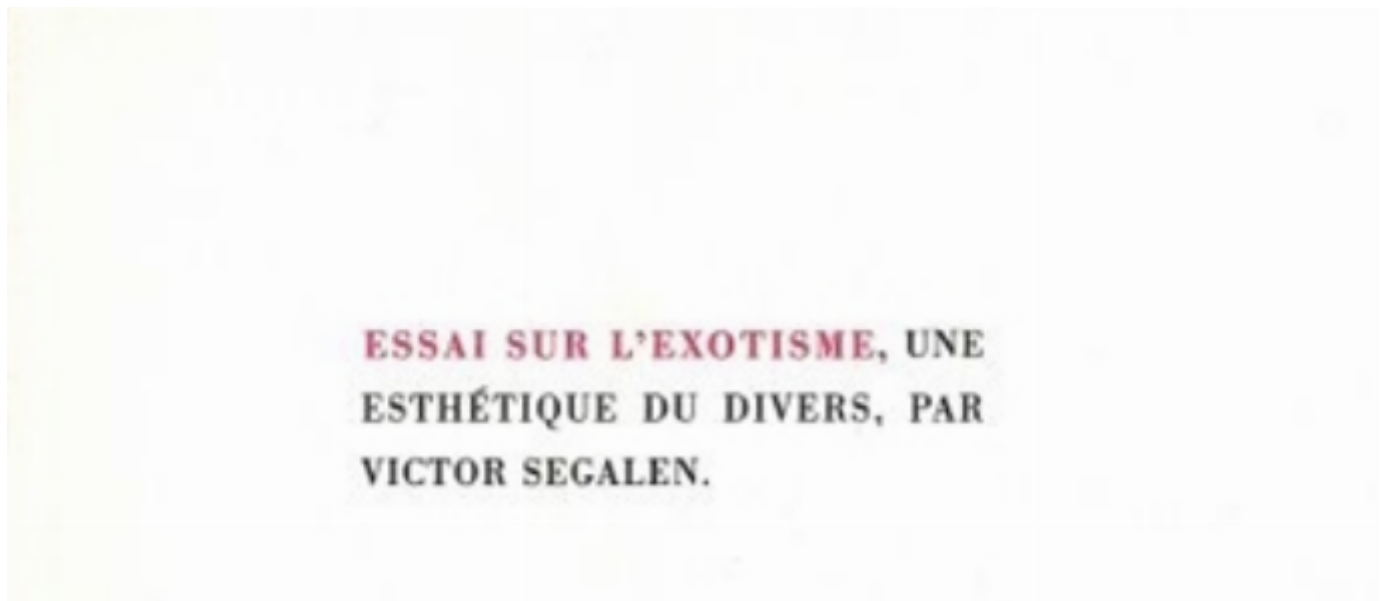 ESSAI SUR L'EXOTISME, UNE
ESTHÉTIQUE DU DIVERS, PAR
VICTOR SEGALEN.